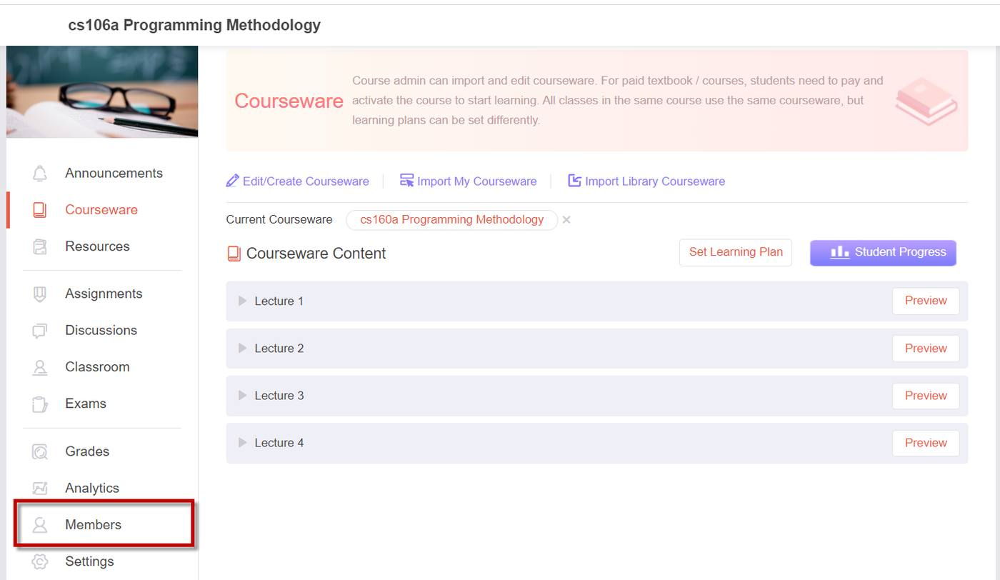 cs106a Programming Methodology
Announcements
Courseware
Resources
Assignments
Discussions
Classroom
Exams
Grades
Analytics
Members
Settings
Courseware
Course admin can import and edit courseware. For paid textbook / courses, students need to pay and
activate the course to start learning. All classes in the same course use the same courseware, but
learning plans can be set differently.
Edit/Create Courseware
Import My Courseware
Import Library Courseware
Current Courseware
cs160a Programming Methodology
Courseware Content
Set Learning Plan
Student Progress
Lecture 1
Preview
Lecture 2
Preview
Lecture 3
Preview
Lecture 4
Preview